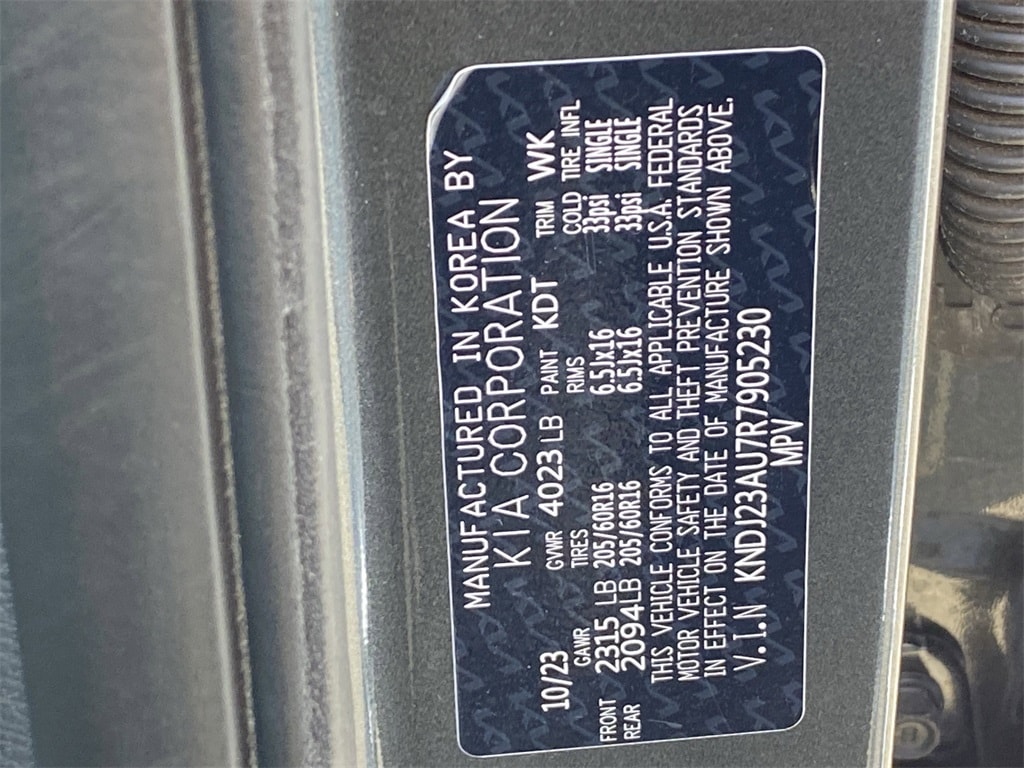 MANUFACTURED IN KOREA BY
KIA CORPORATION
10/23 GVWR 4023 LB PAINT KDT TRIM WK
GAWR TIRES RIMS COLD TIRE INFL
FRONT 2315 LB 205/60R16 6.5Jx16 33psi SINGLE
REAR 2094 LB 205/60R16 6.5Jx16 33psi SINGLE
THIS VEHICLE CONFORMS TO ALL APPLICABLE U.S.A. FEDERAL
MOTOR VEHICLE SAFETY AND THEFT PREVENTION STANDARDS
IN EFFECT ON THE DATE OF MANUFACTURE SHOWN ABOVE.
V.I.N KNDJ23AU7R7905230
MPV